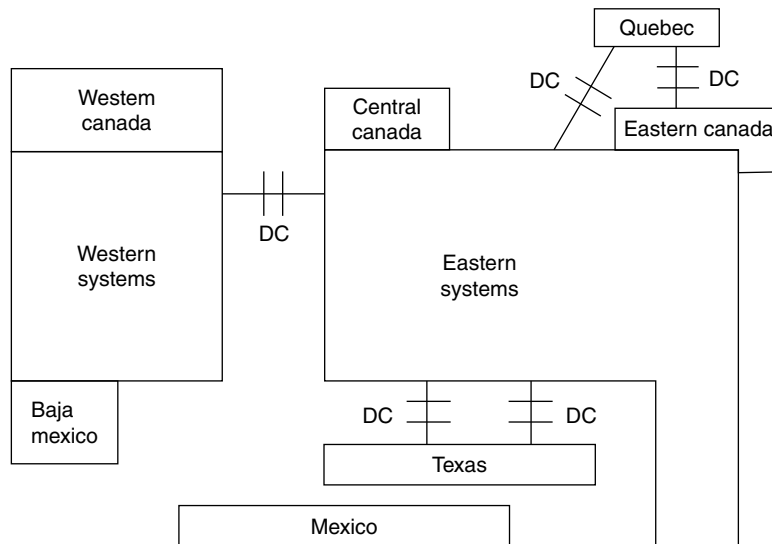 Quebec
DC
DC
Westem
canada
Central
canada
Eastern canada
DC
Western
systems
Eastern
systems
Baja
mexico
DC
DC
Texas
Mexico